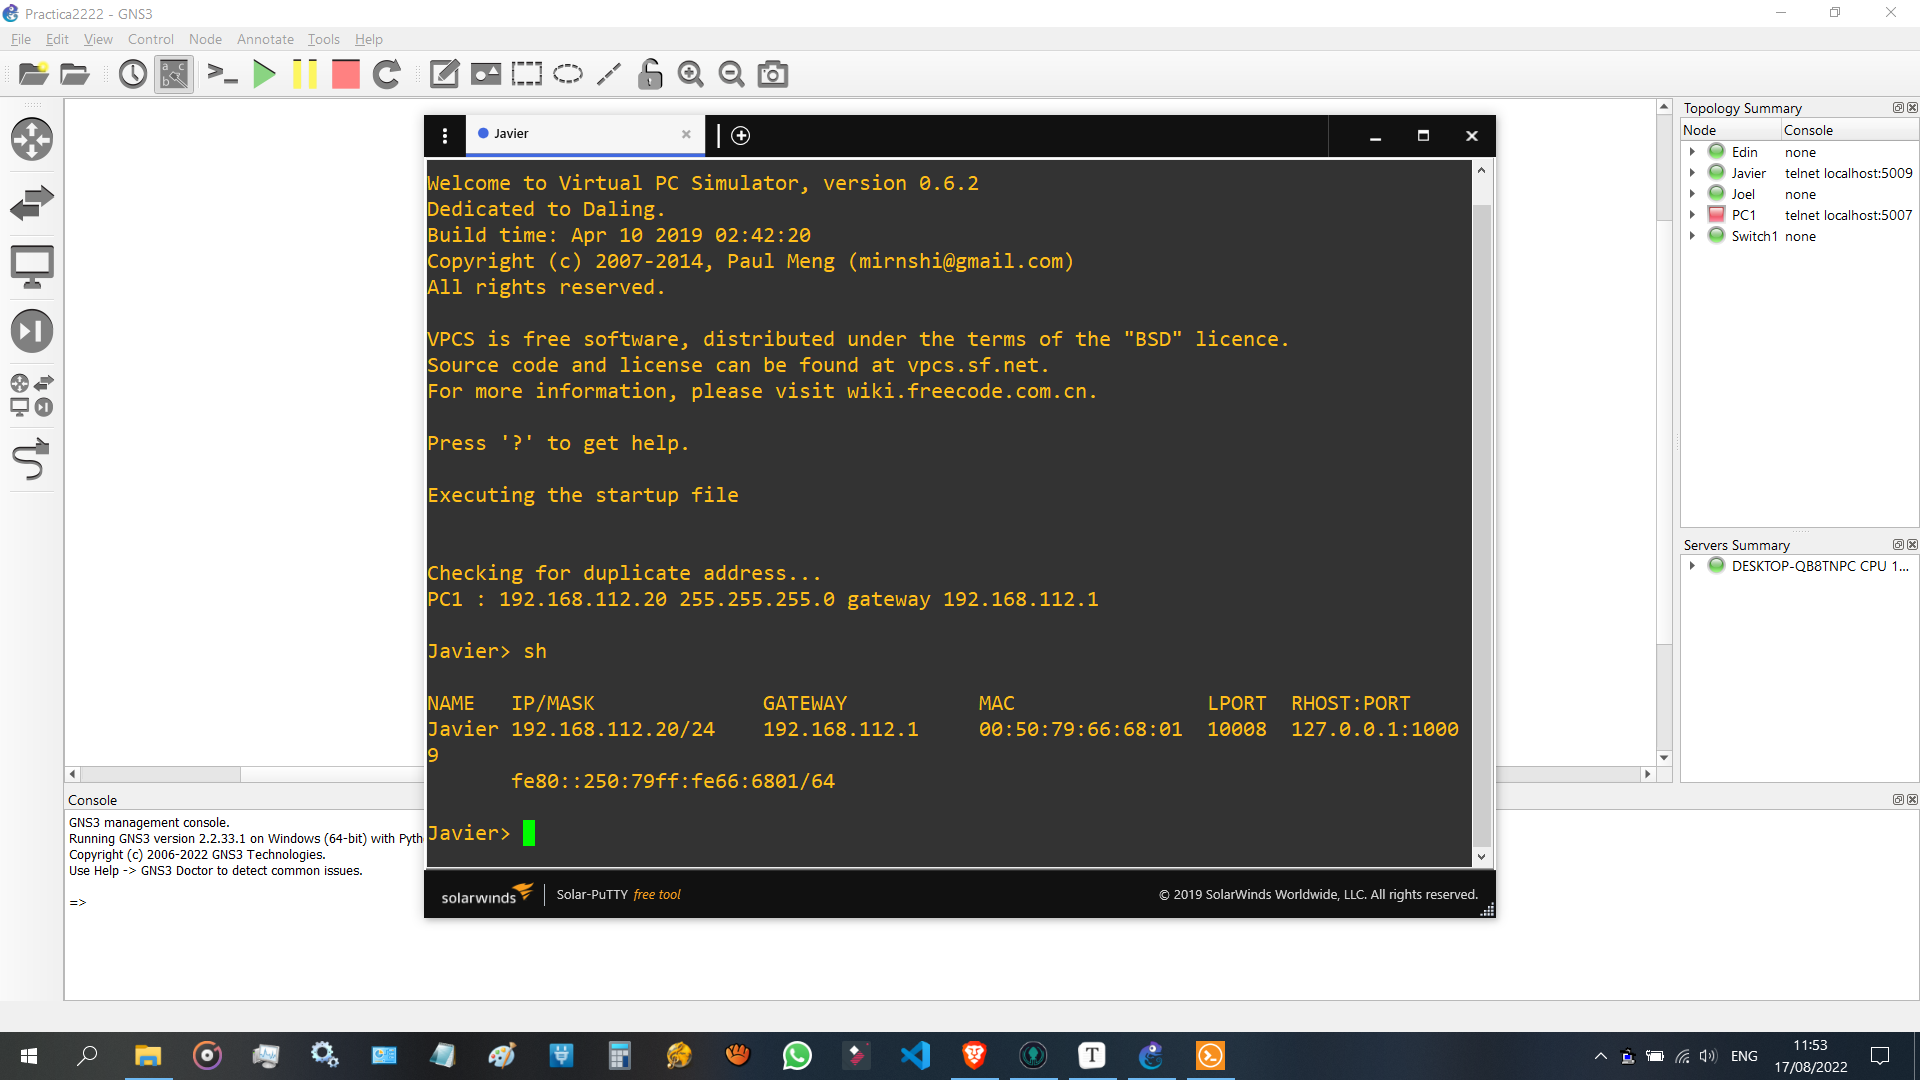 Practica2222 - GNS3
File Edit View Control Node Annotate Tools Help
Javier
Welcome to Virtual PC Simulator, version 0.6.2
Dedicated to Daling.
Build time: Apr 10 2019 02:42:20
Copyright (c) 2007-2014, Paul Meng (mirnshi@gmail.com)
All rights reserved.
VPCS is free software, distributed under the terms of the "BSD" licence.
Source code and license can be found at vpcs.sf.net.
For more information, please visit wiki.freecode.com.cn.
Press '?' to get help.
Executing the startup file
Checking for duplicate address...
PC1 : 192.168.112.20 255.255.255.0 gateway 192.168.112.1
Javier> sh
NAME IP/MASK GATEWAY MAC LPORT RHOST:PORT
Javier 192.168.112.20/24 192.168.112.1 00:50:79:66:68:01 10008 127.0.0.1:1000
9
fe80::250:79ff:fe66:6801/64
Javier>
solarwinds Solar-PuTTY free tool © 2019 SolarWinds Worldwide, LLC. All rights reserved.
Topology Summary
Node Console
Edin none
Javier telnet localhost:5009
Joel none
PC1 telnet localhost:5007
Switch1 none
Servers Summary
DESKTOP-QB8TNPC CPU 1...
Console
GNS3 management console.
Running GNS3 version 2.2.33.1 on Windows (64-bit) with Pyth
Copyright (c) 2006-2022 GNS3 Technologies.
Use Help -> GNS3 Doctor to detect common issues.
=>
ENG
11:53
17/08/2022